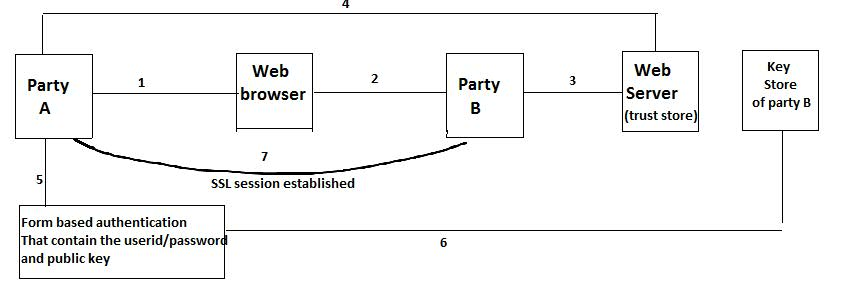 4
Party
A
1
Web
browser
2
Party
B
3
Web
Server
(trust store)
Key
Store
of party B
7
SSL session established
5
Form based authentication
That contain the userid/password
and public key
6